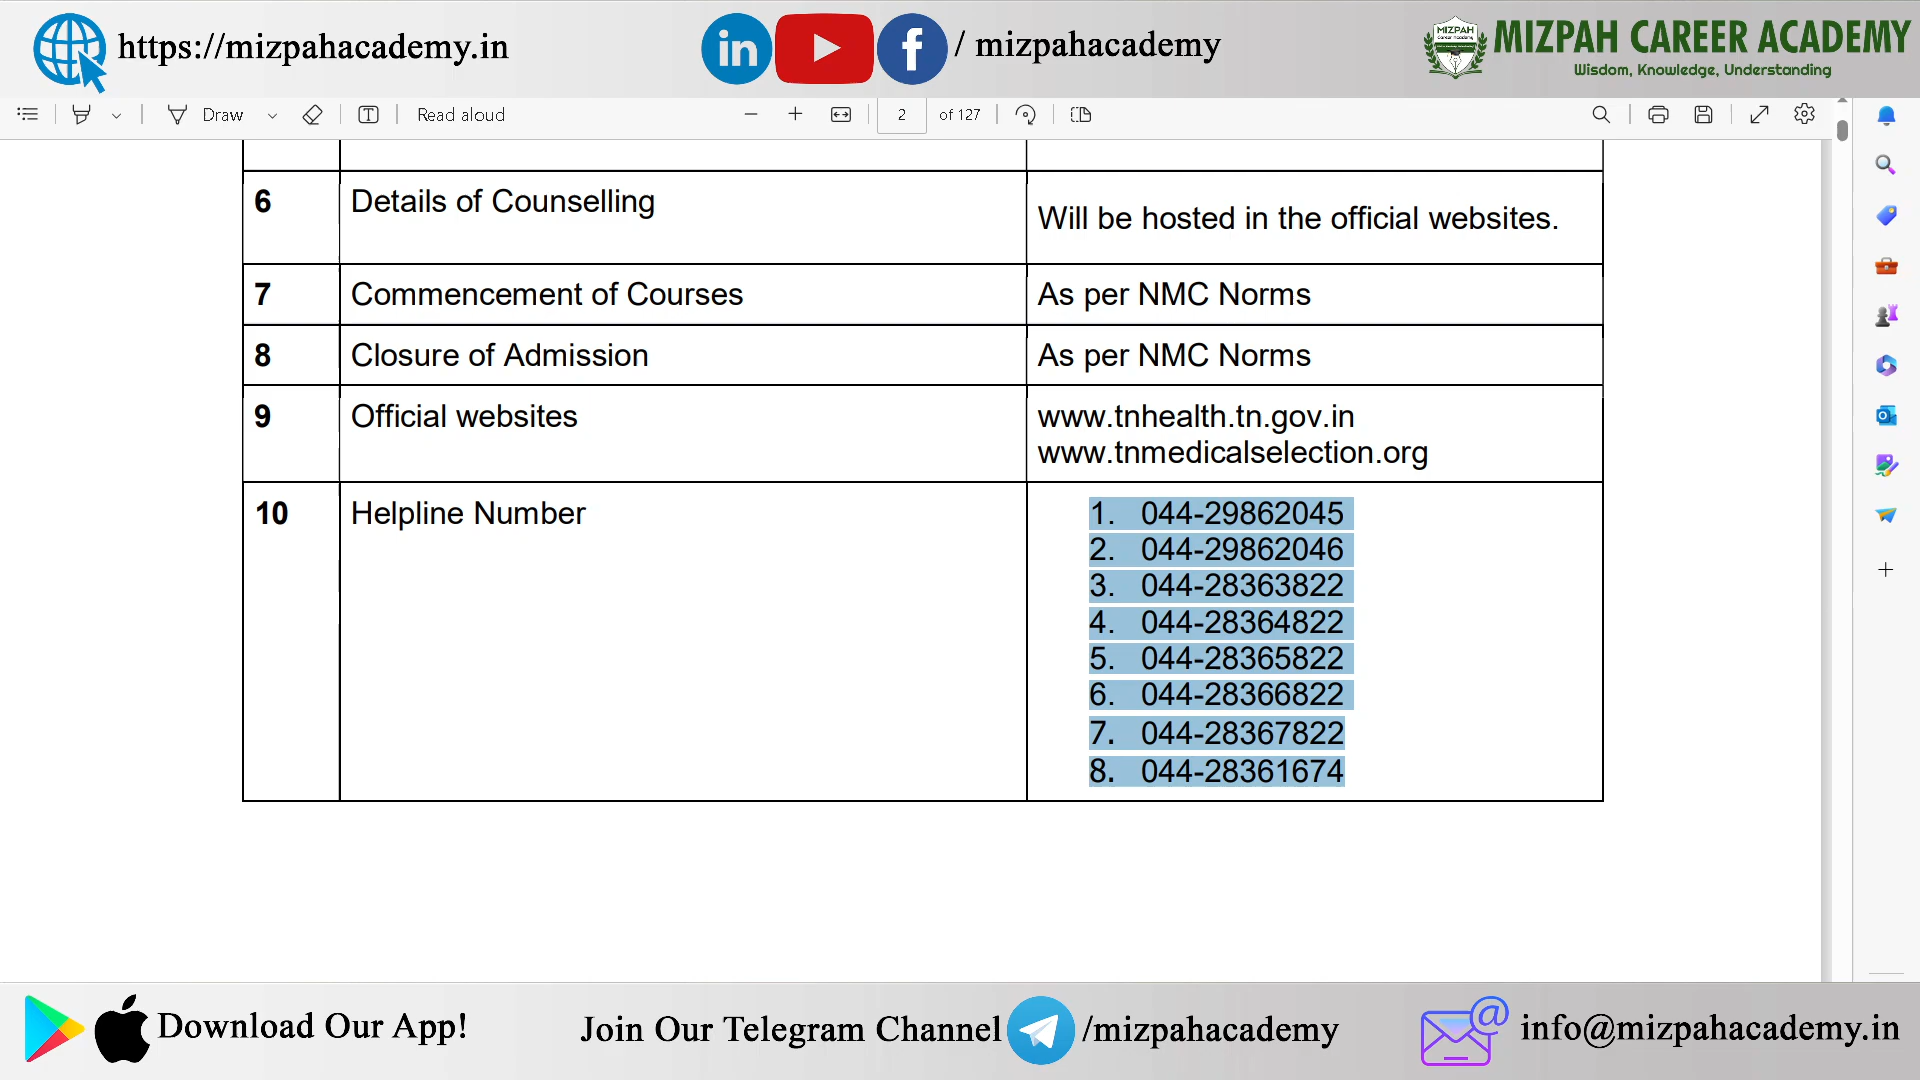 https://mizpahacademy.in
in
f
/ mizpahacademy
MIZPAH
Career Academy
MIZPAH CAREER ACADEMY
Wisdom, Knowledge, Understanding
Draw
Read aloud
2
of 127
6
Details of Counselling
Will be hosted in the official websites.
7
Commencement of Courses
As per NMC Norms
8
Closure of Admission
As per NMC Norms
9
Official websites
www.tnhealth.tn.gov.in
www.tnmedicalselection.org
10
Helpline Number
1. 044-29862045
2. 044-29862046
3. 044-28363822
4. 044-28364822
5. 044-28365822
6. 044-28366822
7. 044-28367822
8. 044-28361674
Download Our App!
Join Our Telegram Channel
/mizpahacademy
info@mizpahacademy.in